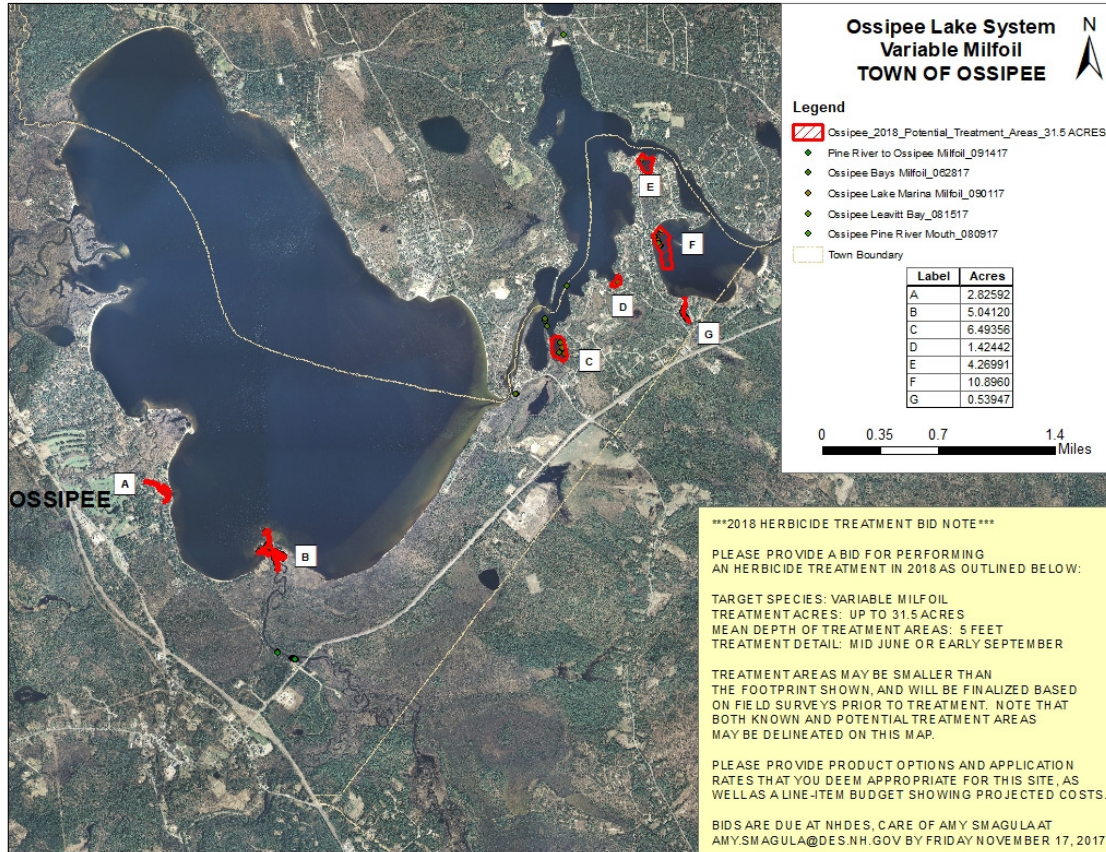 Ossipee Lake System
Variable Milfoil
TOWN OF OSSIPEE
N
Legend
Ossipee_2018_Potential_Treatment_Areas_31.5 ACRES
Pine River to Ossipee Milfoil_091417
Ossipee Bays Milfoil_062817
Ossipee Lake Marina Milfoil_090117
Ossipee Leavitt Bay_081517
Ossipee Pine River Mouth_080917
Town Boundary
Label Acres
A 2.82592
B 5.04120
C 6.49356
D 1.42442
E 4.26991
F 10.8960
G 0.53947
0 0.35 0.7 1.4
Miles
E
F
D
G
C
A
OSSIPEE
B
***2018 HERBICIDE TREATMENT BID NOTE***
PLEASE PROVIDE A BID FOR PERFORMING
AN HERBICIDE TREATMENT IN 2018 AS OUTLINED BELOW:
TARGET SPECIES: VARIABLE MILFOIL
TREATMENT ACRES: UP TO 31.5 ACRES
MEAN DEPTH OF TREATMENT AREAS: 5 FEET
TREATMENT DETAIL: MID JUNE OR EARLY SEPTEMBER
TREATMENT AREAS MAY BE SMALLER THAN
THE FOOTPRINT SHOWN, AND WILL BE FINALIZED BASED
ON FIELD SURVEYS PRIOR TO TREATMENT. NOTE THAT
BOTH KNOWN AND POTENTIAL TREATMENT AREAS
MAY BE DELINEATED ON THIS MAP.
PLEASE PROVIDE PRODUCT OPTIONS AND APPLICATION
RATES THAT YOU DEEM APPROPRIATE FOR THIS SITE, AS
WELL AS A LINE-ITEM BUDGET SHOWING PROJECTED COSTS.
BIDS ARE DUE AT NHDES, CARE OF AMY SMAGULA AT
AMY.SMAGULA@DES.NH.GOV BY FRIDAY NOVEMBER 17, 2017